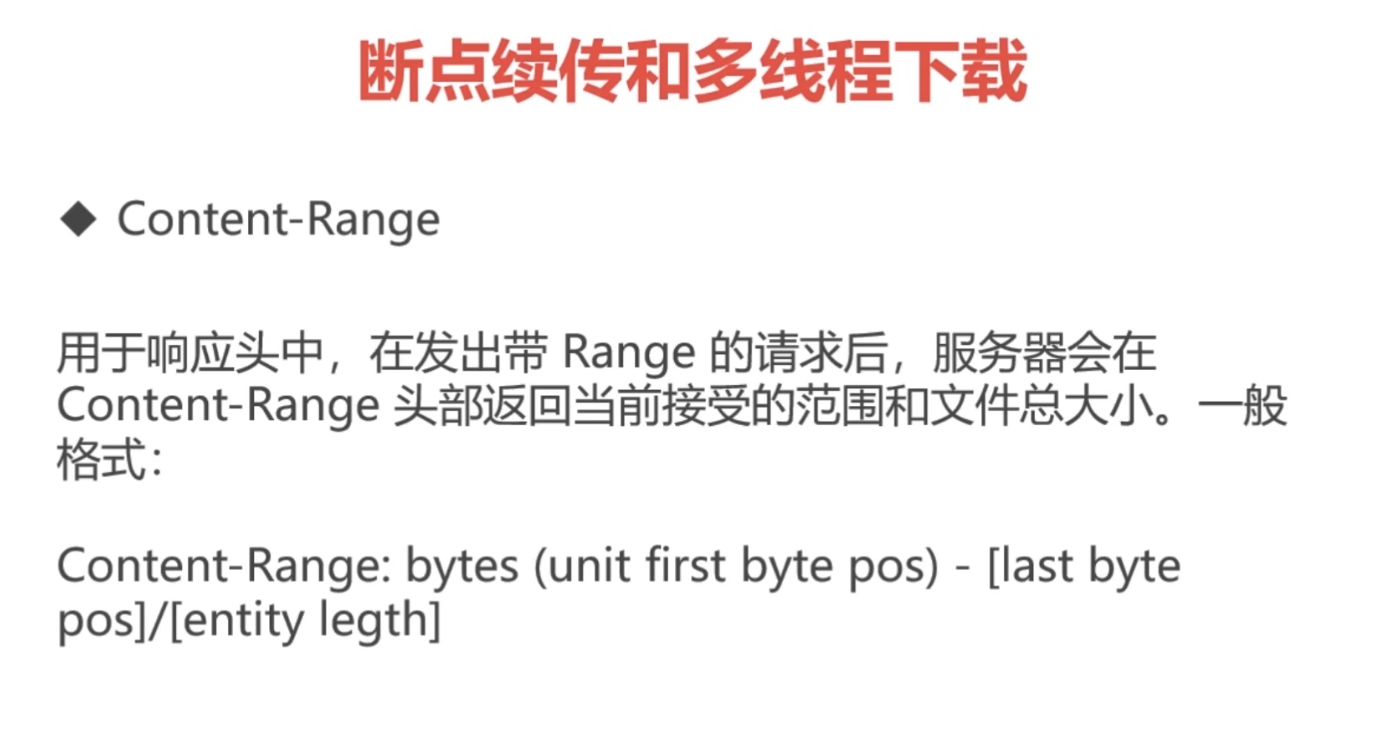 断点续传和多线程下载
◆ Content-Range
用于响应头中，在发出带 Range 的请求后，服务器会在
Content-Range 头部返回当前接受的范围和文件总大小。一般
格式：
Content-Range: bytes (unit first byte pos) - [last byte
pos]/[entity legth]